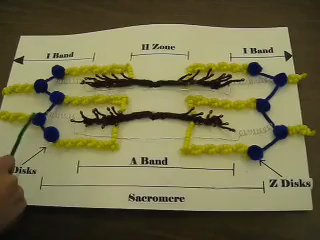 I Band
H Zone
I Band
Disks
A Band
Z Disks
Sacromere